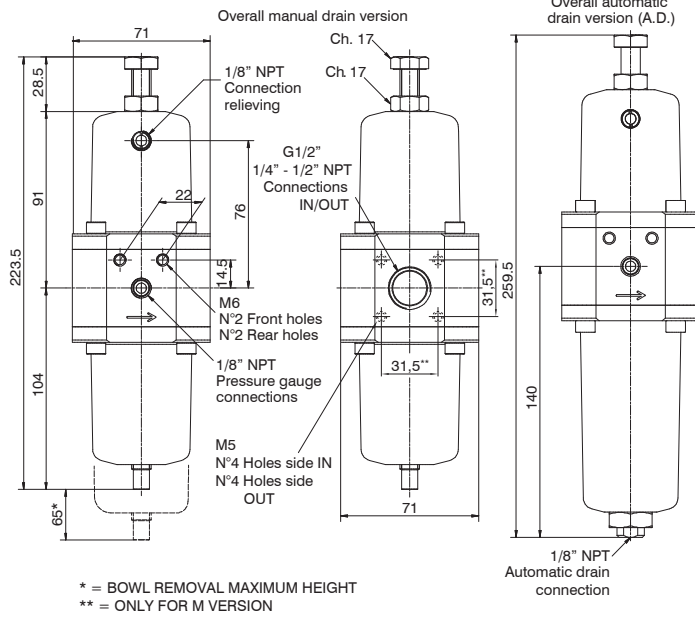 Overall manual drain version
Overall automatic
drain version (A.D.)
71
28.5
91
223.5
104
65*
1/8” NPT
Connection
relieving
22
76
14.5
M6
N°2 Front holes
N°2 Rear holes
1/8” NPT
Pressure gauge
connections
Ch. 17
Ch. 17
G1/2”
1/4” - 1/2” NPT
Connections
IN/OUT
31,5**
31,5**
M5
N°4 Holes side IN
N°4 Holes side
OUT
71
259.5
140
1/8” NPT
Automatic drain
connection
* = BOWL REMOVAL MAXIMUM HEIGHT
** = ONLY FOR M VERSION